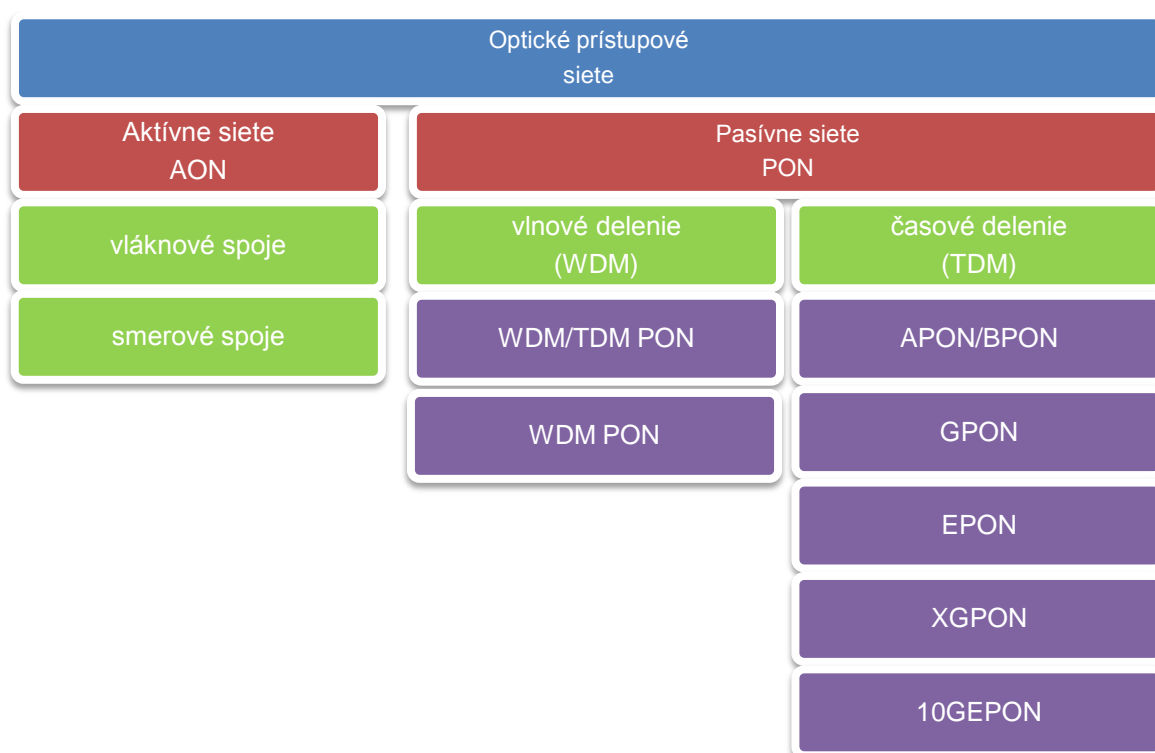 Optické prístupové
siete
Aktívne siete
AON
Pasívne siete
PON
vláknové spoje
vlnové delenie
(WDM)
časové delenie
(TDM)
smerové spoje
WDM/TDM PON
APON/BPON
WDM PON
GPON
EPON
XGPON
10GEPON